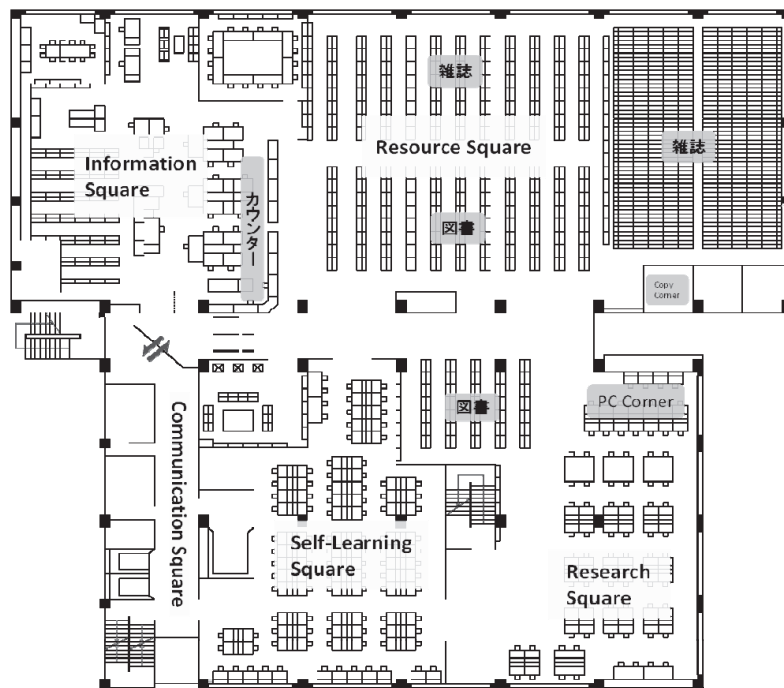 雑誌
Resource Square
雑誌
Information
Square
カウンター
図書
Copy
Corner
図書
PC Corner
Communication Square
Self-Learning
Square
Research
Square